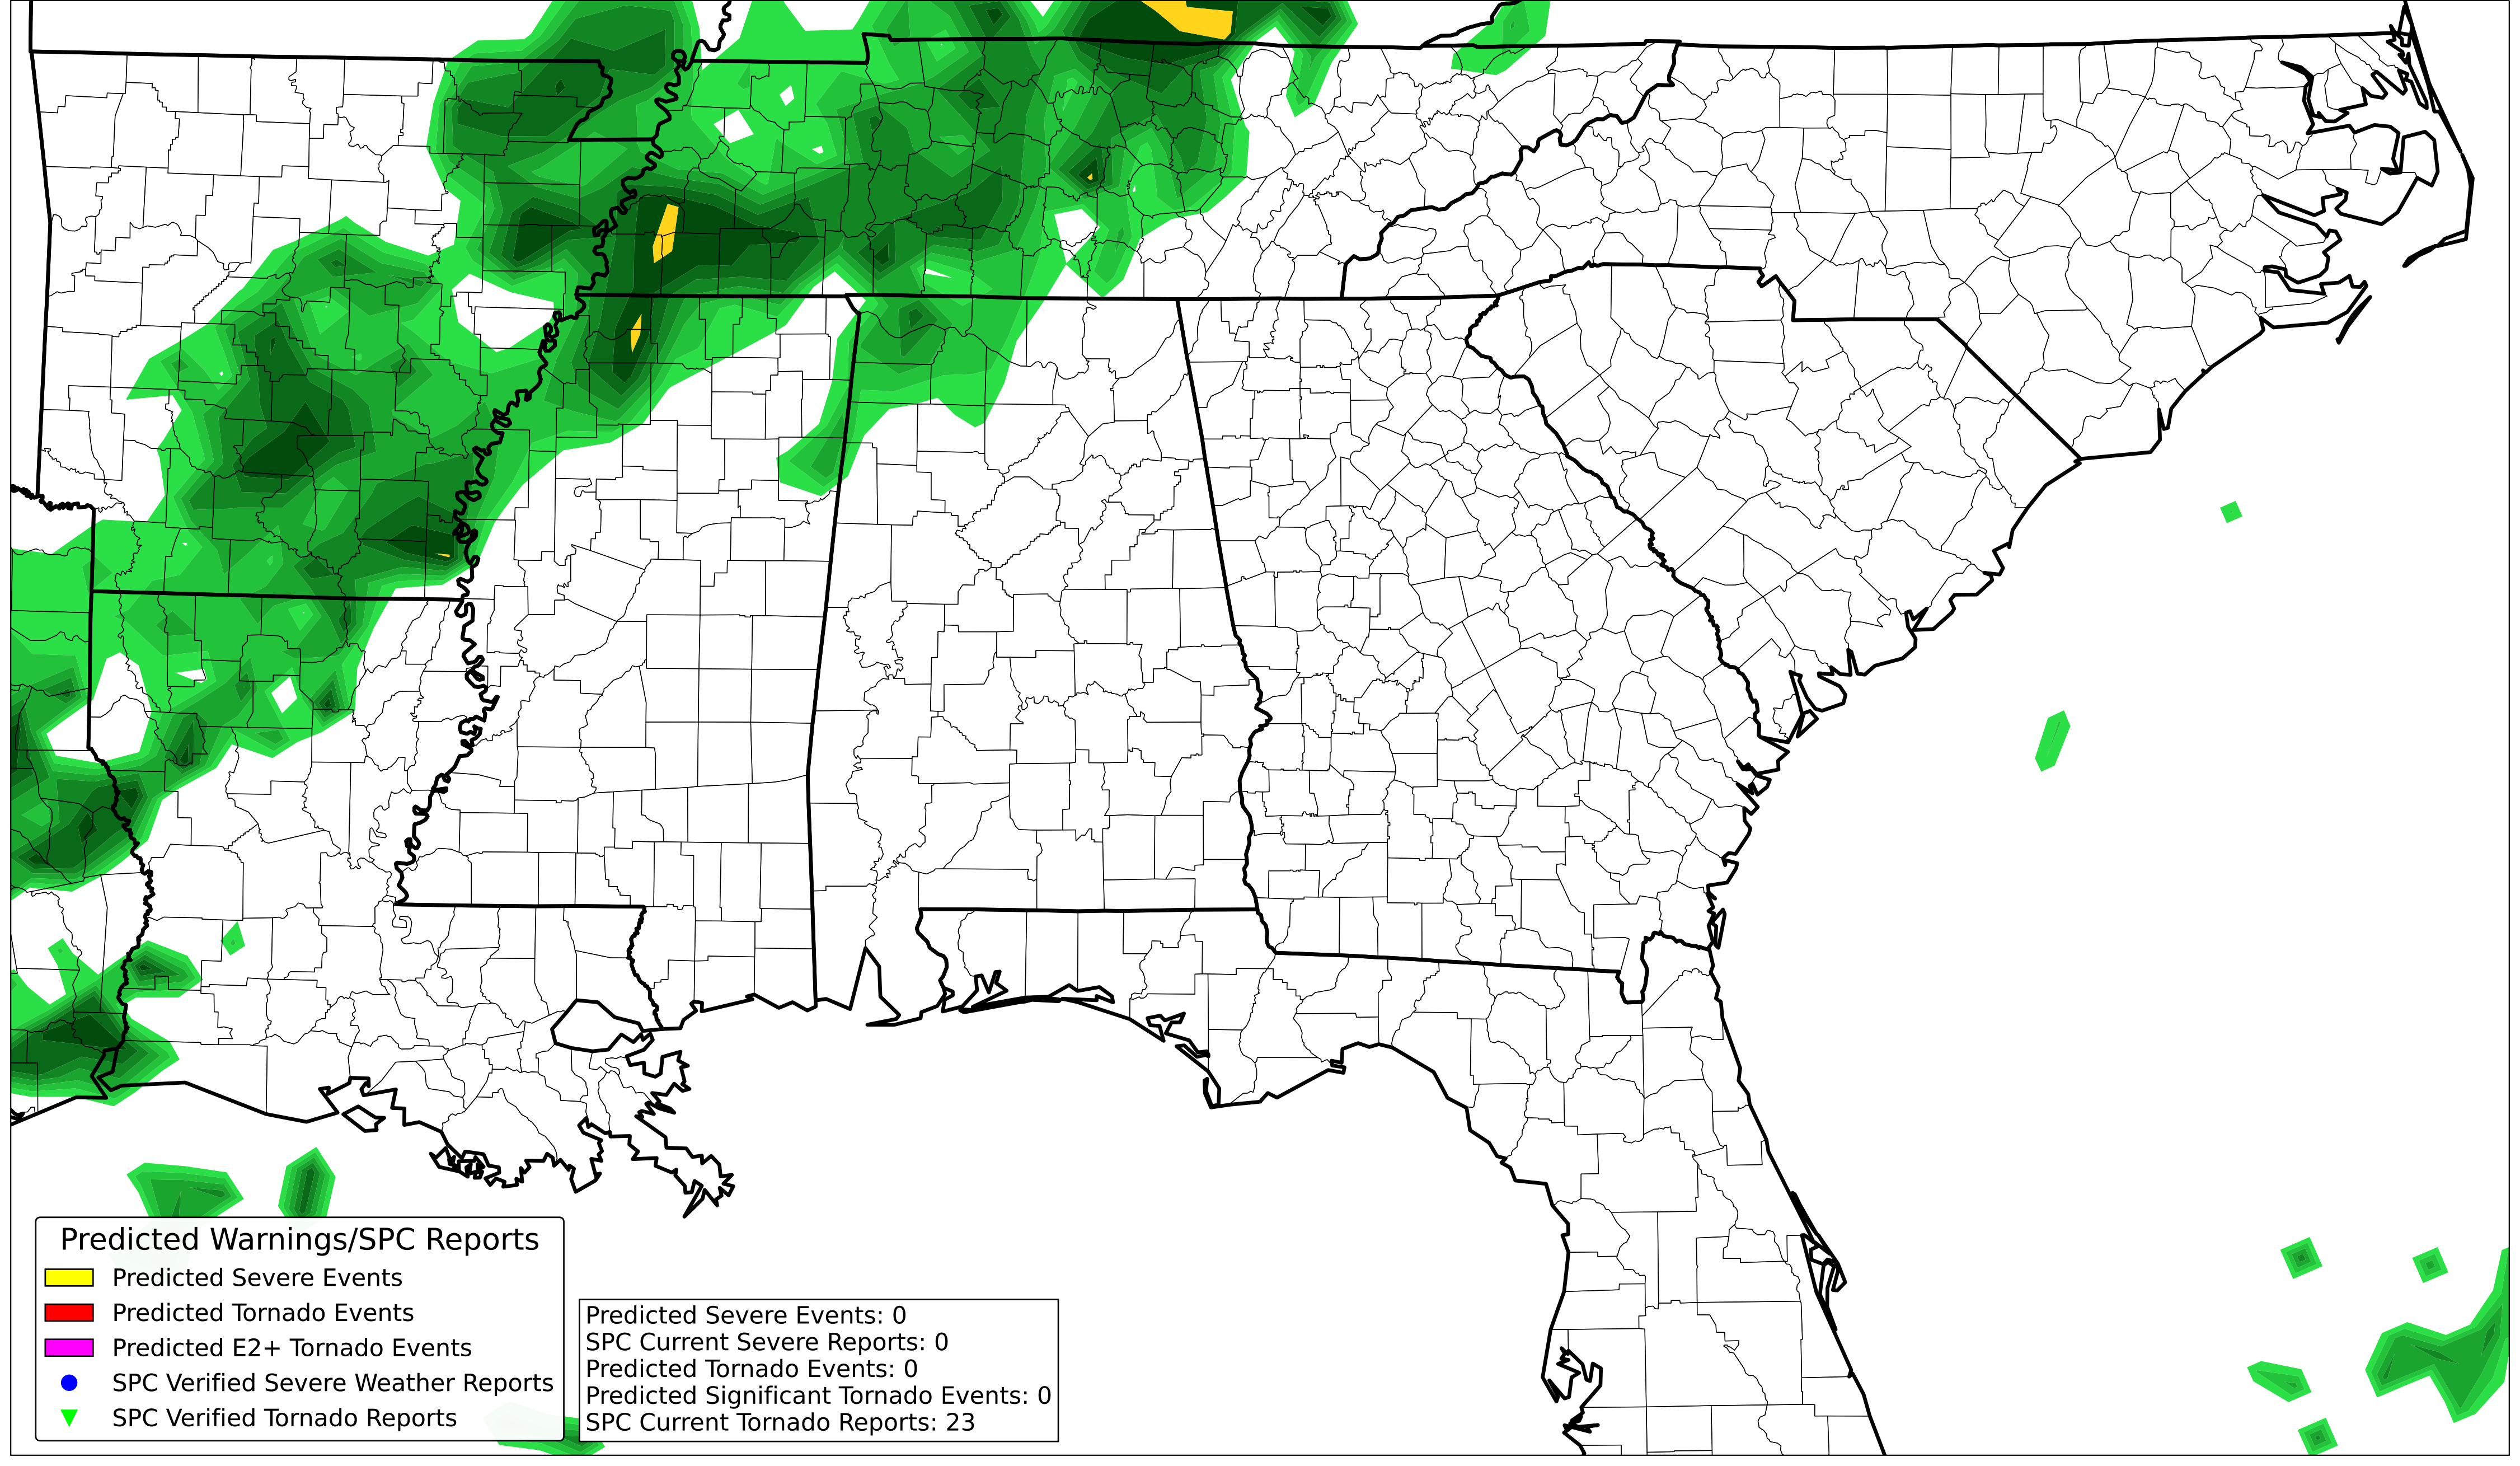 Predicted Warnings/SPC Reports
Predicted Severe Events
Predicted Tornado Events
Predicted E2+ Tornado Events
SPC Verified Severe Weather Reports
SPC Verified Tornado Reports
Predicted Severe Events: 0
SPC Current Severe Reports: 0
Predicted Tornado Events: 0
Predicted Significant Tornado Events: 0
SPC Current Tornado Reports: 23